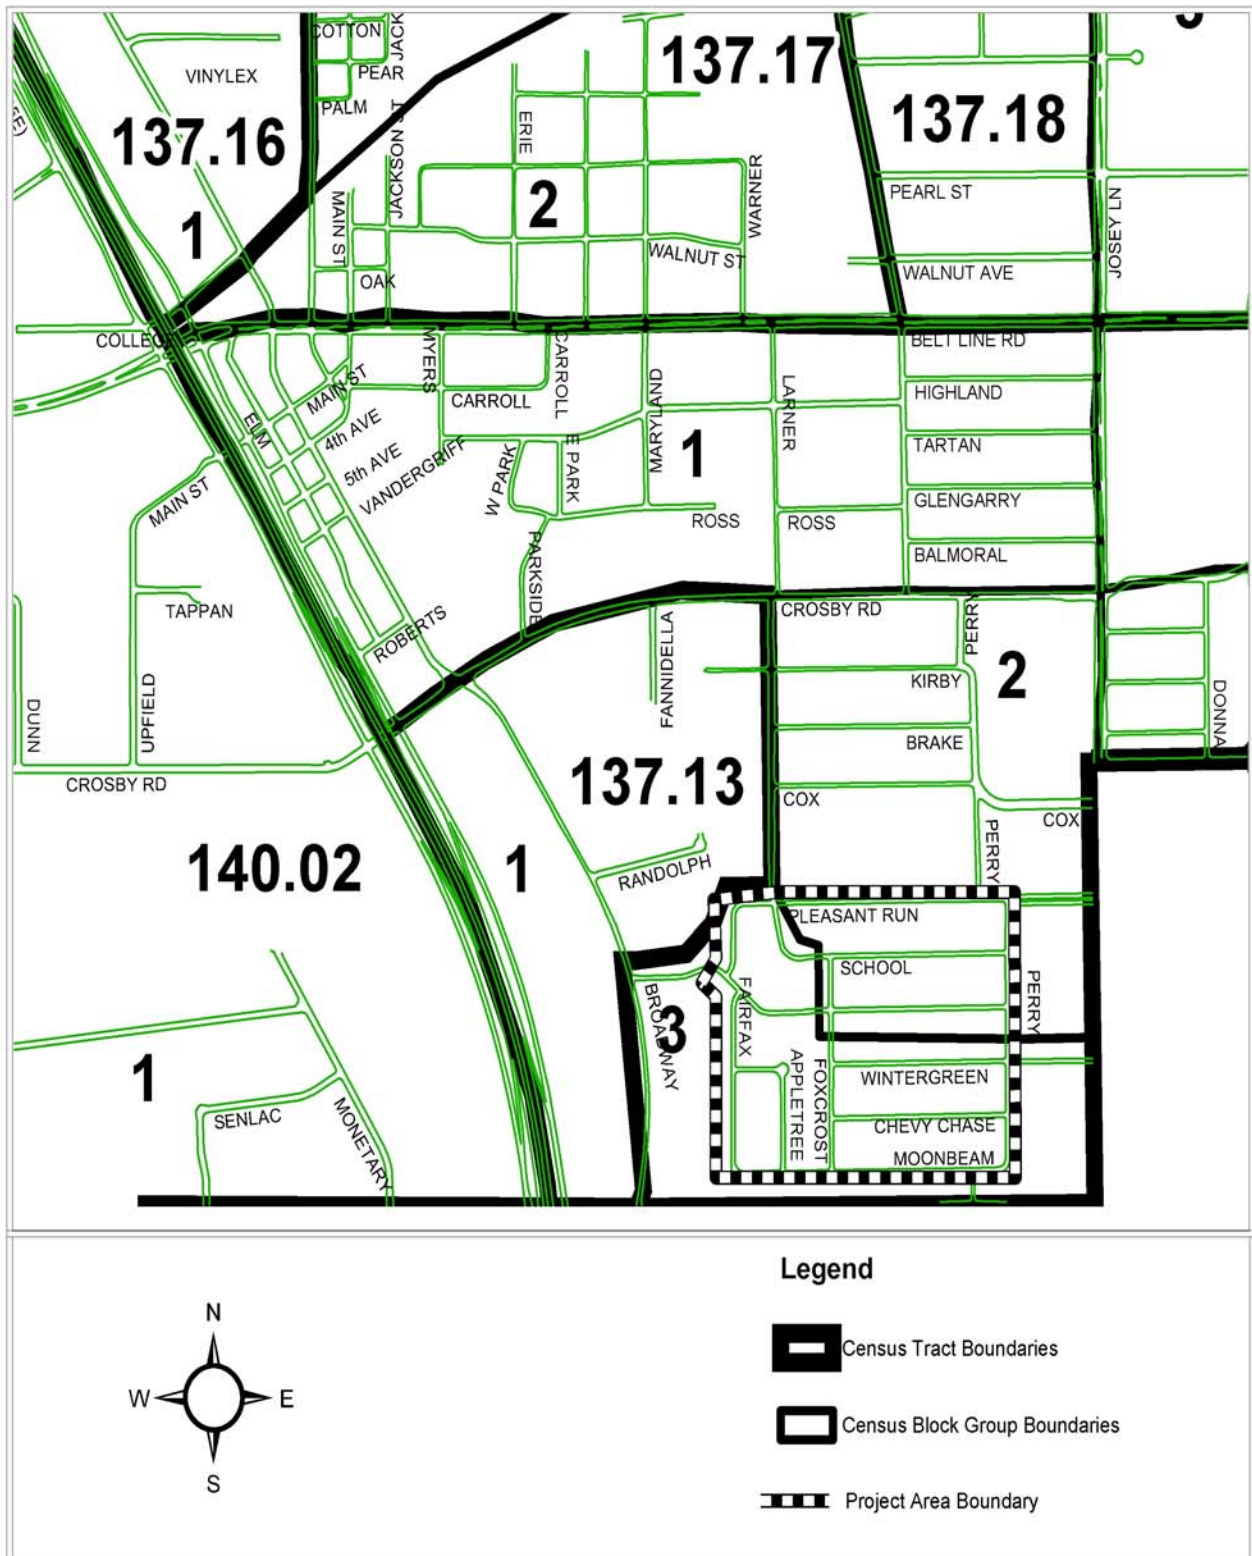 COTTON
JACK
137.17
VINYLEX
PEAR
137.18
PALM
5E)
137.16
ERIE
JACKSON ST
WARNER
2
PEARL ST
1
MAIN ST
JOSEY LN
WALNUT ST
WALNUT AVE
OAK
COLLEG
BELT LINE RD
MYERS
CARROLL
MAIN ST
CARROLL
MARYLAND
LARNER
HIGHLAND
ELM
4th AVE
1
TARTAN
5th AVE
VANDERGRIFF
W PARK
E PARK
MAIN ST
GLENGARRY
ROSS
ROSS
PARKSIDE
BALMORAL
TAPPAN
CROSBY RD
PERRY
ROBERTS
FANNIDELLA
2
KIRBY
DUNN
UPFIELD
DONNA
BRAKE
CROSBY RD
137.13
COX
COX
140.02
1
RANDOLPH
PERRY
PLEASANT RUN
SCHOOL
PERRY
BROADWAY
3
FAIRFAX
1
APPLETREE
FOXCROST
WINTERGREEN
SENLAC
MONETARY
CHEVY CHASE
MOONBEAM
Legend
N
W
E
S
Census Tract Boundaries
Census Block Group Boundaries
Project Area Boundary